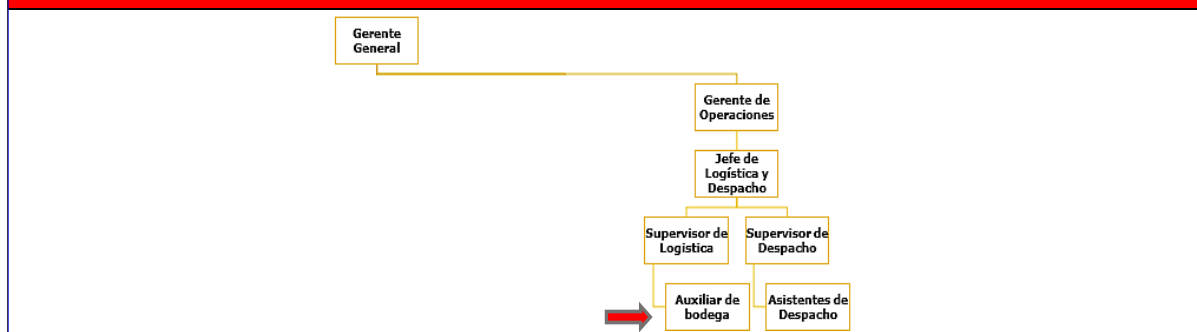 Gerente
General
Gerente de
Operaciones
Jefe de
Logística y
Despacho
Supervisor de
Logistica
Supervisor de
Despacho
Auxiliar de
bodega
Asistentes de
Despacho